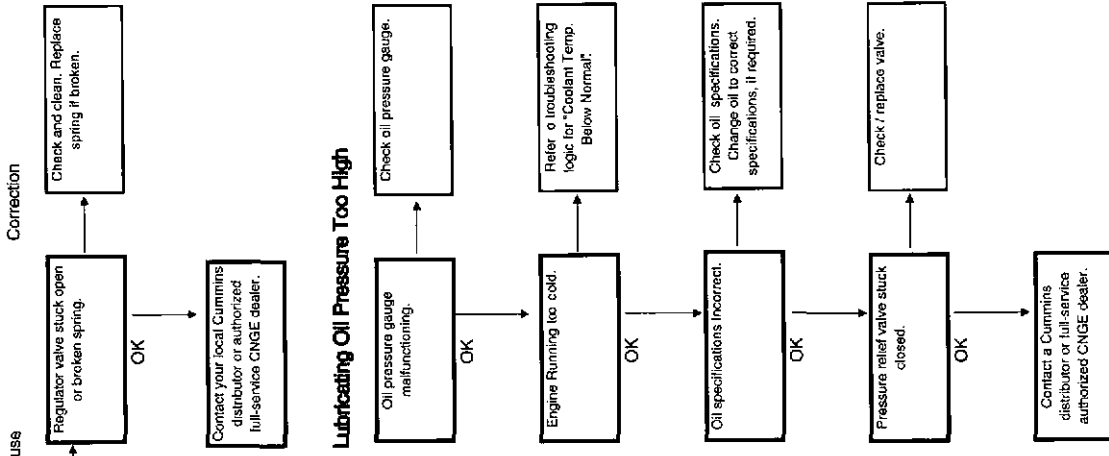 use
Correction
Regulator valve stuck open
or broken spring.
Check and clean. Replace
spring if broken.
OK
Contact your local Cummins
distributor or authorized
full-service CNGE dealer.
Lubricating Oil Pressure Too High
Oil pressure gauge
malfunctioning.
Check oil pressure gauge.
OK
Engine Running too cold.
Refer o troubleshooting
logic for "Coolant Temp.
Below Normal".
OK
Oil specifications Incorrect.
Check oil specifications.
Change oil to correct
specifications, if required.
OK
Pressure relief valve stuck
closed.
Check / replace valve.
OK
Contact a Cummins
distributor or full-service
authorized CNGE dealer.